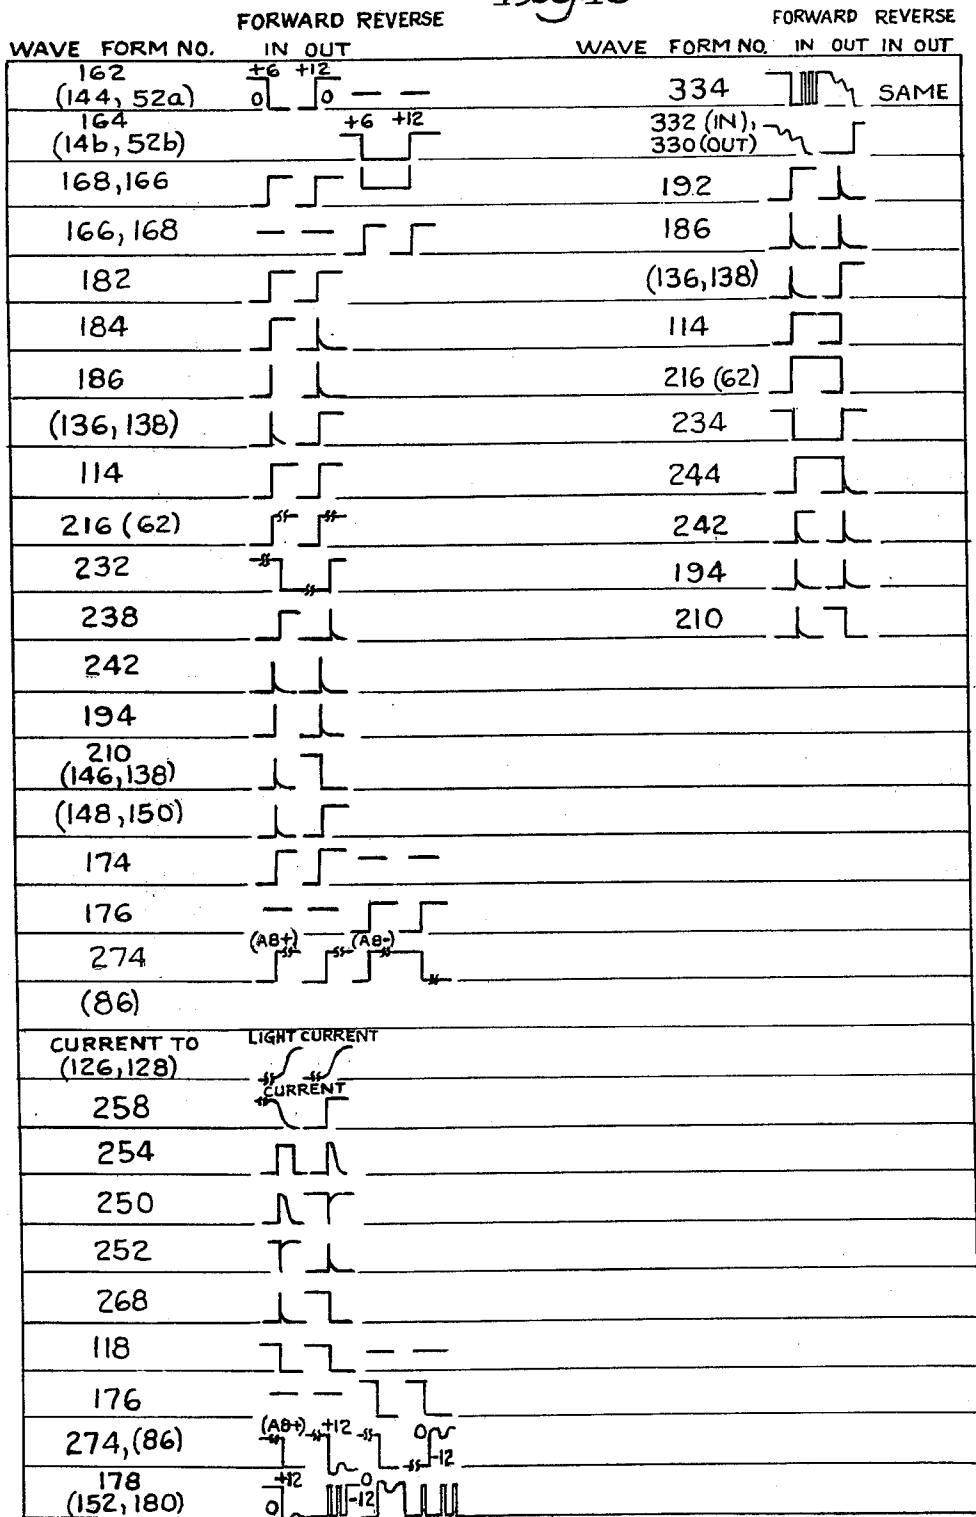 FORWARD REVERSE
WAVE FORM NO. IN OUT
162 +6 +12
(144, 52a) 0 0
164 +6 +12
(14b, 52b)
168,166
166,168
182
184
186
(136,138)
114
216 (62)
232
238
242
194
210
(146,138)
(148,150)
174
176
(A8+) (A8-)
274
(86)
CURRENT TO LIGHT CURRENT
(126,128)
CURRENT
258
254
250
252
268
118
176
(A8+) +12 0
274,(86) -12
178 +12 0
(152,180) 0 -12
FORWARD REVERSE
WAVE FORM NO. IN OUT IN OUT
334 SAME
332 (IN),
330 (OUT)
192
186
(136,138)
114
216 (62)
234
244
242
194
210